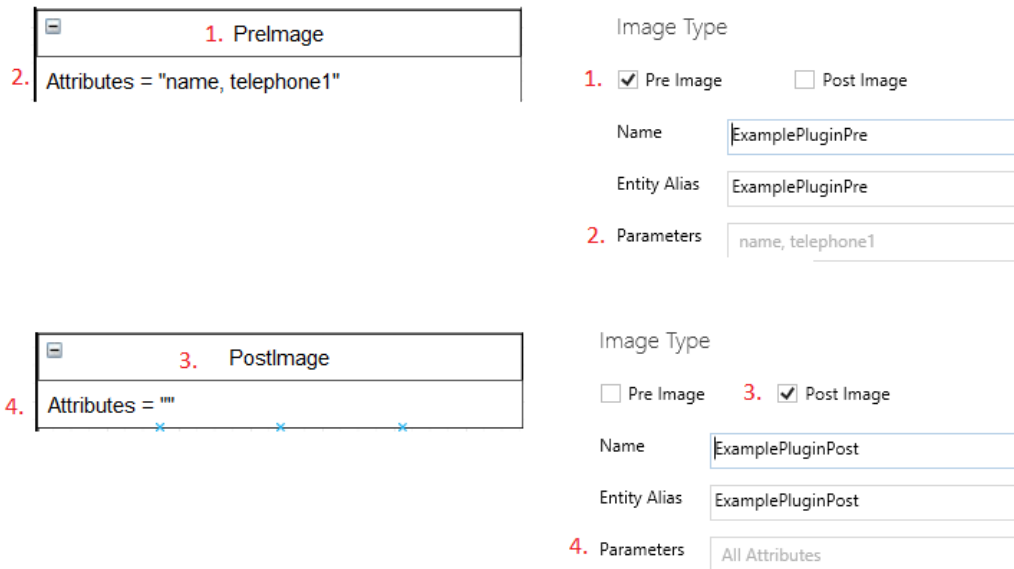 1. PreImage
2. Attributes = "name, telephone1"
Image Type
1. Pre Image Post Image
Name ExamplePluginPre
Entity Alias ExamplePluginPre
2. Parameters name, telephone1
3. PostImage
4. Attributes = ""
Image Type
Pre Image 3. Post Image
Name ExamplePluginPost
Entity Alias ExamplePluginPost
4. Parameters All Attributes